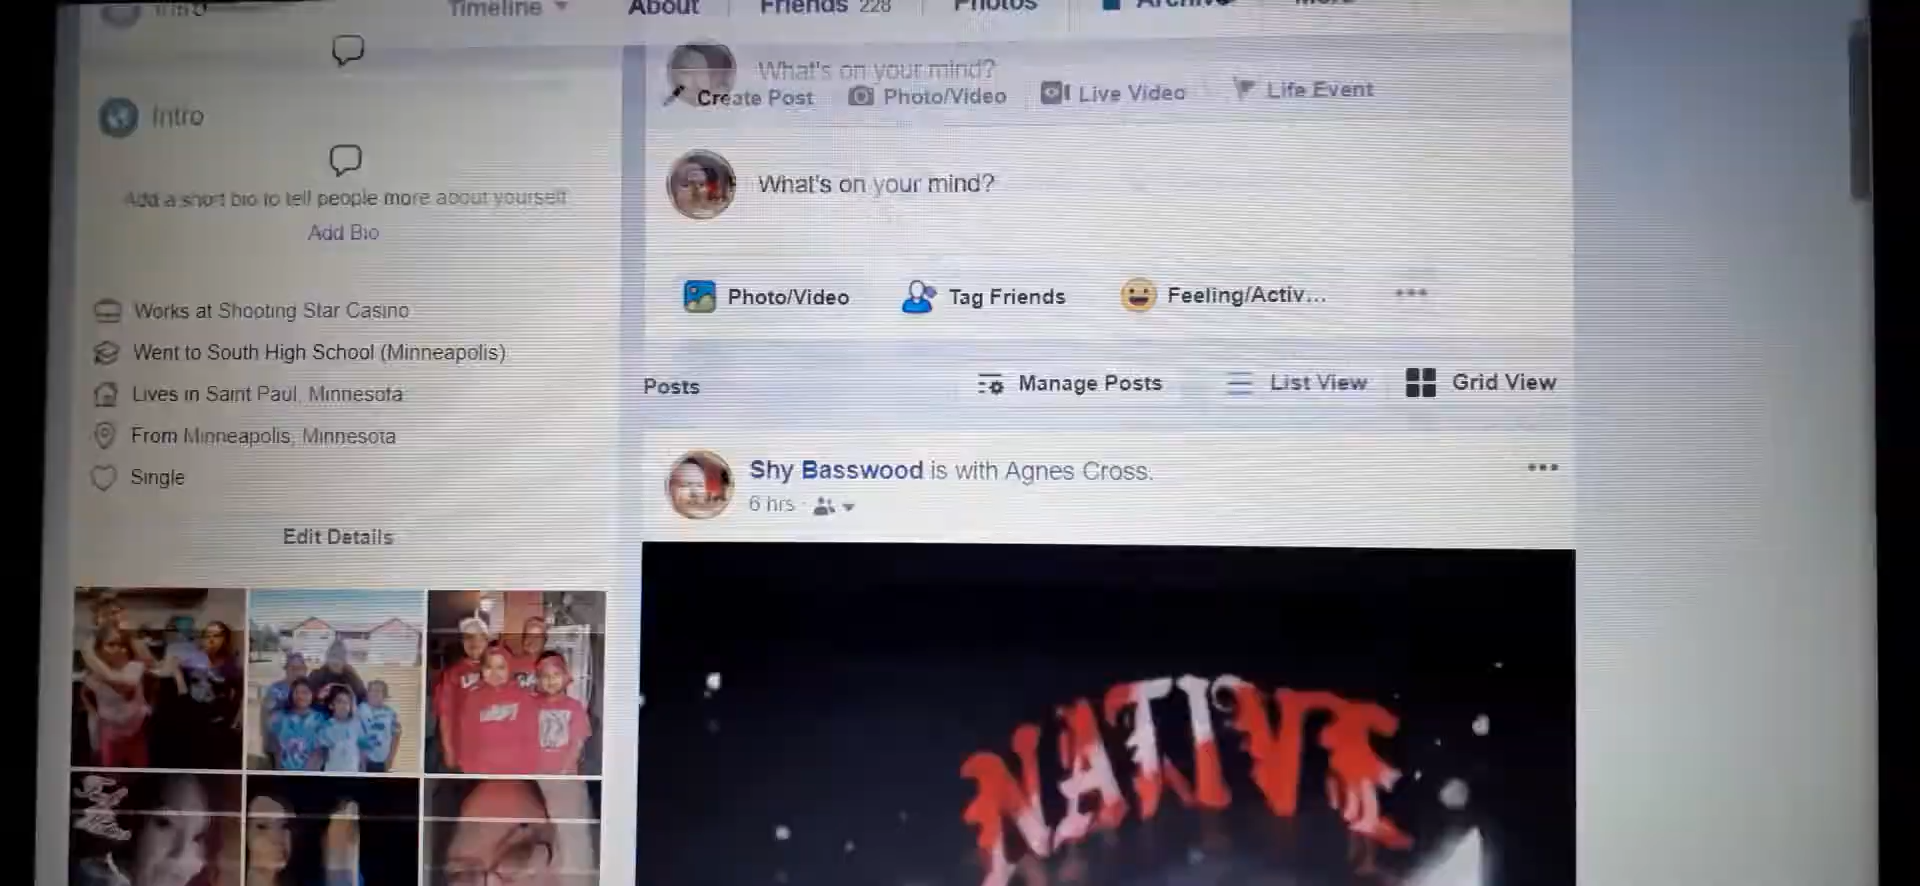 Intro
Timeline
About
Friends 228
Photos
Archive
More
What's on your mind?
Create Post
Photo/Video
Live Video
Life Event
Intro
Add a short bio to tell people more about yourself
Add Bio
What's on your mind?
Photo/Video
Tag Friends
Feeling/Activ...
Works at Shooting Star Casino
Went to South High School (Minneapolis)
Lives in Saint Paul, Minnesota
From Minneapolis, Minnesota
Single
Edit Details
Posts
Manage Posts
List View
Grid View
Shy Basswood is with Agnes Cross.
6 hrs
NATIVE